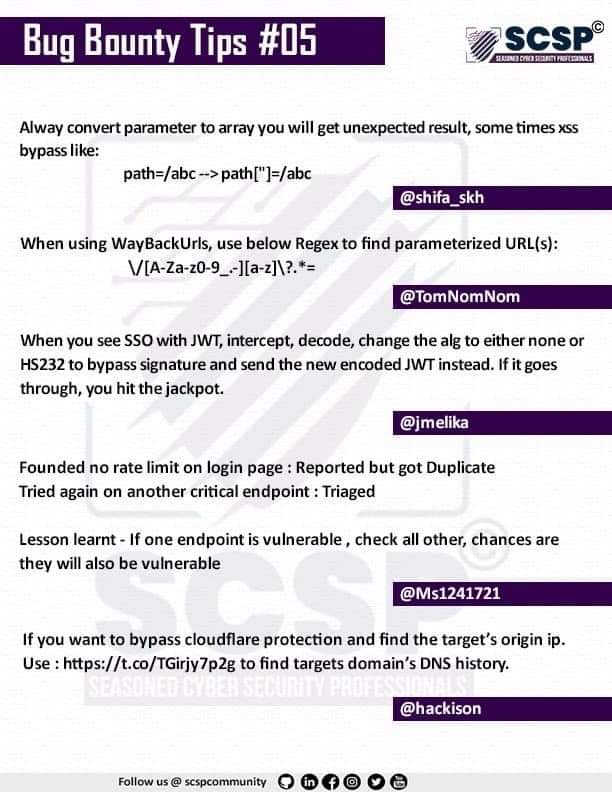 Bug Bounty Tips #05
SCSP©
SEASONED CYBER SECURITY PROFESSIONALS
Alway convert parameter to array you will get unexpected result, some times xss
bypass like:
path=/abc --> path["]=/abc
@shifa_skh
When using WayBackUrls, use below Regex to find parameterized URL(s):
\/[A-Za-z0-9_.-][a-z]\?.*=
@TomNomNom
When you see SSO with JWT, intercept, decode, change the alg to either none or
HS232 to bypass signature and send the new encoded JWT instead. If it goes
through, you hit the jackpot.
@jmelika
Founded no rate limit on login page : Reported but got Duplicate
Tried again on another critical endpoint : Triaged
Lesson learnt - If one endpoint is vulnerable , check all other, chances are
they will also be vulnerable
@Ms1241721
If you want to bypass cloudflare protection and find the target’s origin ip.
Use : https://t.co/TGirjy7p2g to find targets domain’s DNS history.
@hackison
SCSP©
SEASONED CYBER SECURITY PROFESSIONALS
Follow us @ scspcommunity